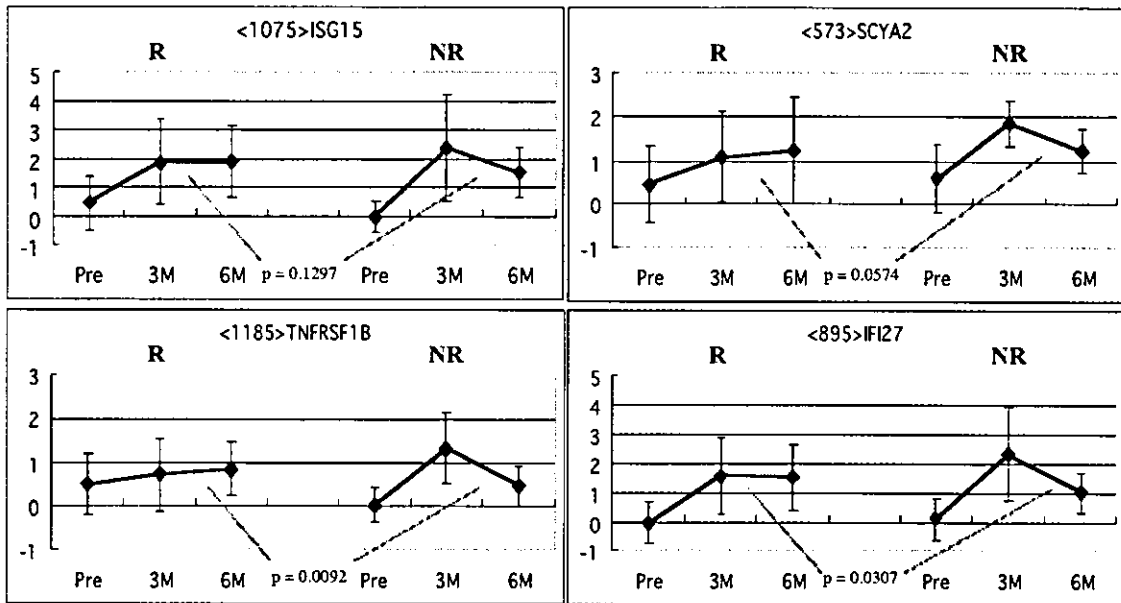 <1075>ISG15
R NR
5
4
3
2
1
0
-1
Pre 3M 6M p = 0.1297 Pre 3M 6M
<573>SCYA2
R NR
3
2
1
0
-1
Pre 3M 6M p = 0.0574 Pre 3M 6M
<1185>TNFRSF1B
R NR
3
2
1
0
-1
Pre 3M 6M p = 0.0092 Pre 3M 6M
<895>IFI27
R NR
5
4
3
2
1
0
-1
Pre 3M 6M p = 0.0307 Pre 3M 6M